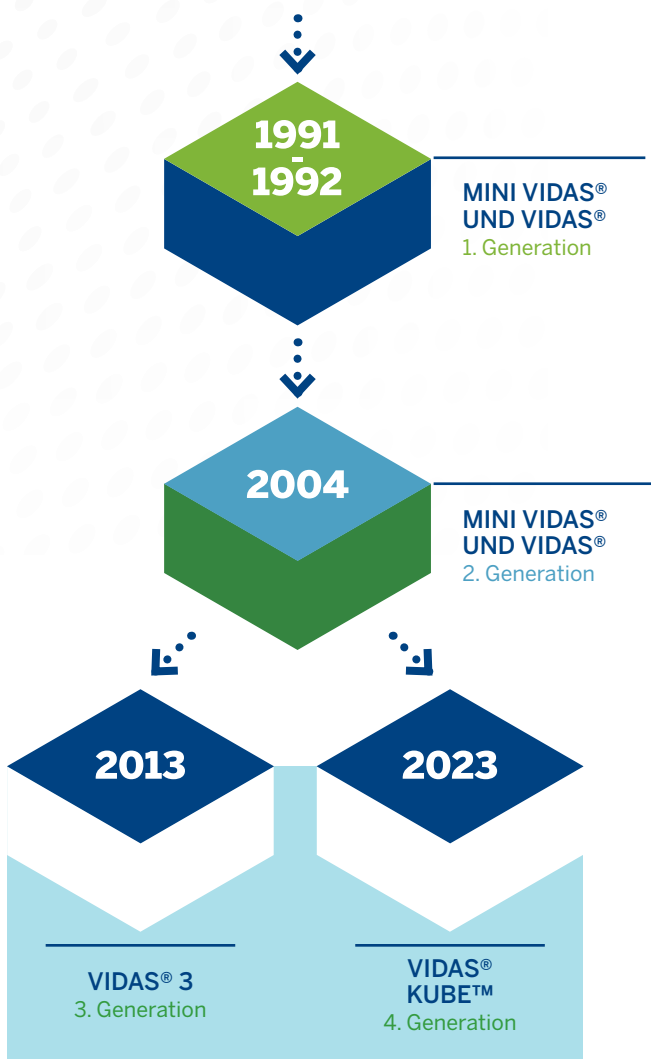 1991
-
1992
MINI VIDAS®
UND VIDAS®
1. Generation
2004
MINI VIDAS®
UND VIDAS®
2. Generation
2013
2023
VIDAS® 3
3. Generation
VIDAS®
KUBE™
4. Generation